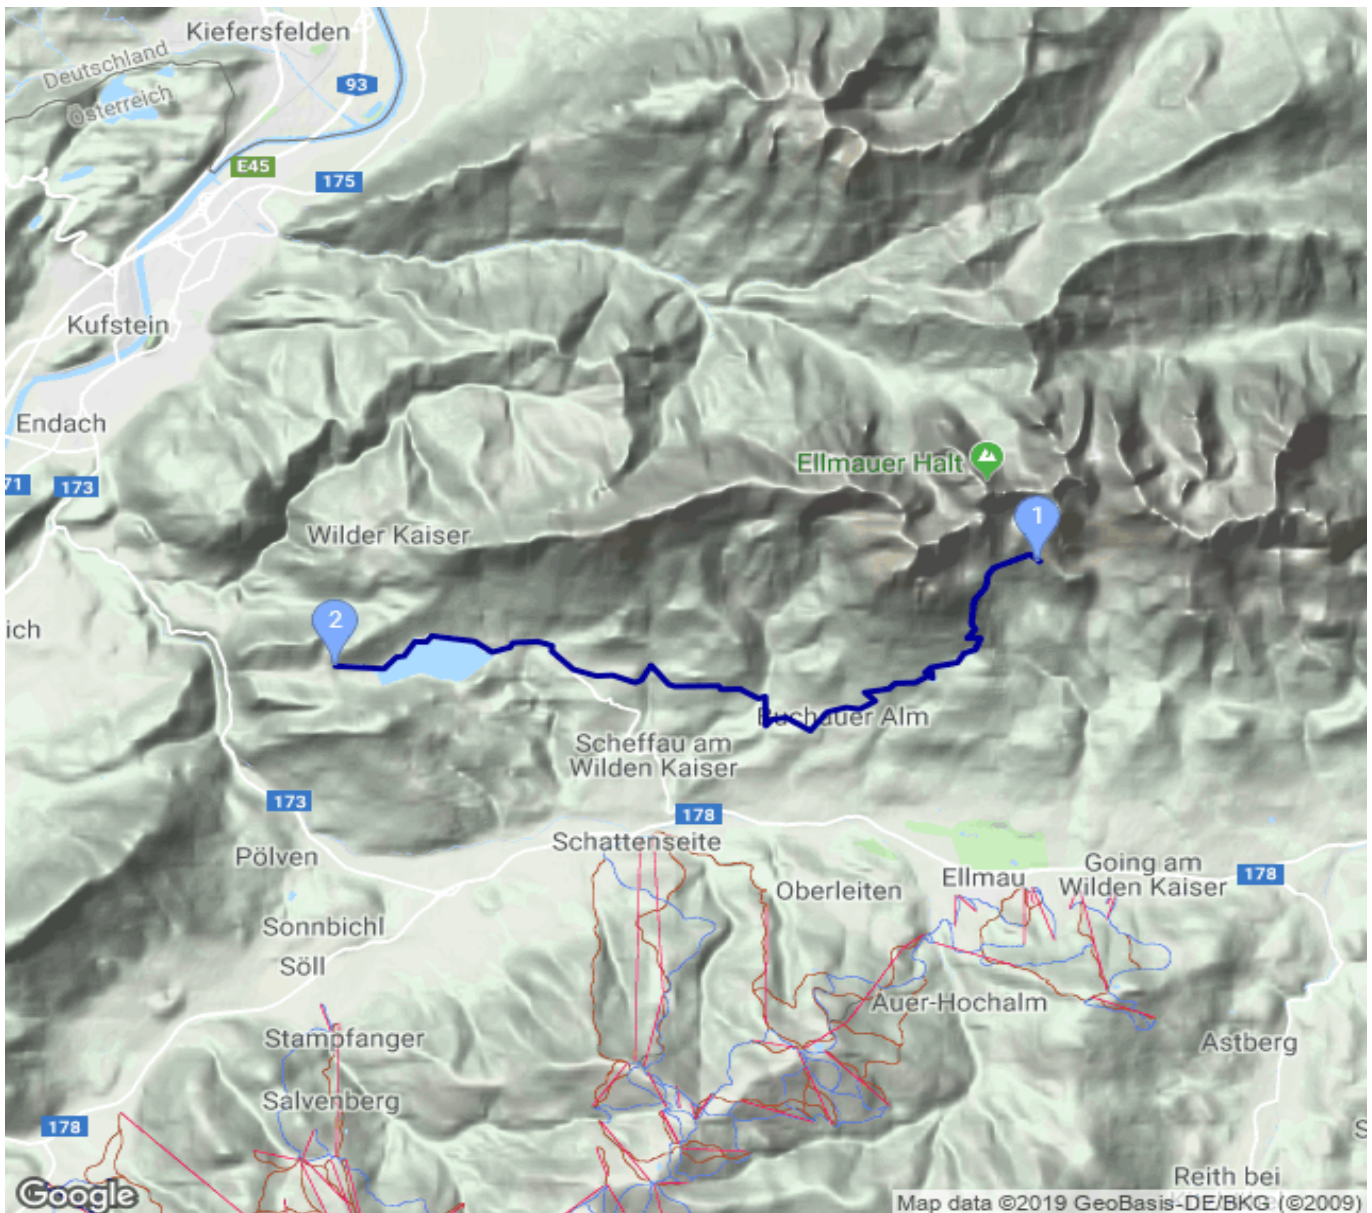 Kiefersfelden
Deutschland
Österreich
93
E45
175
Kufstein
Endach
71
173
Ellmauer Halt
1
Wilder Kaiser
2
ich
Buchauer Alm
Scheffau am
Wilden Kaiser
173
178
Schattenseite
Pölven
Oberleiten
Ellmau
Going am
Wilden Kaiser
178
Sonnbichl
Söll
Auer-Hochalm
Stampfanger
Astberg
Salvenberg
178
S
Reith bei
Google
Map data ©2019 GeoBasis-DE/BKG (©2009)